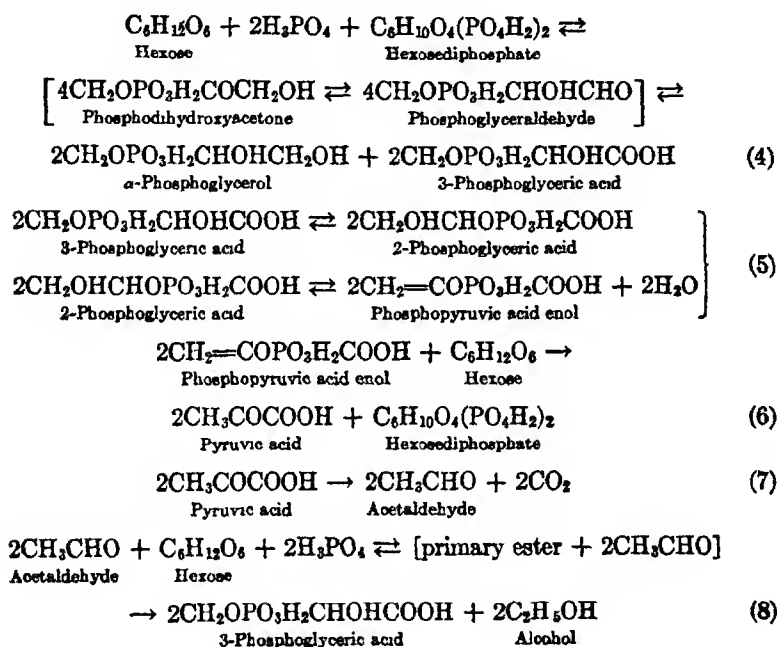 C₆H₁₂O₆ + 2H₃PO₄ + C₆H₁₀O₄(PO₄H₂)₂ ⇄
Hexose Hexosediphosphate
[4CH₂OPO₃H₂COCH₂OH ⇄ 4CH₂OPO₃H₂CHOHCHO] ⇄
Phosphodihydroxyacetone Phosphoglyceraldehyde
2CH₂OPO₃H₂CHOHCH₂OH + 2CH₂OPO₃H₂CHOHCOOH (4)
α-Phosphoglycerol 3-Phosphoglyceric acid
2CH₂OPO₃H₂CHOHCOOH ⇄ 2CH₂OHCHOPO₃H₂COOH
3-Phosphoglyceric acid 2-Phosphoglyceric acid
2CH₂OHCHOPO₃H₂COOH ⇄ 2CH₂=COPO₃H₂COOH + 2H₂O } (5)
2-Phosphoglyceric acid Phosphopyruvic acid enol
2CH₂=COPO₃H₂COOH + C₆H₁₂O₆ →
Phosphopyruvic acid enol Hexose
2CH₃COCOOH + C₆H₁₀O₄(PO₄H₂)₂ (6)
Pyruvic acid Hexosediphosphate
2CH₃COCOOH → 2CH₃CHO + 2CO₂ (7)
Pyruvic acid Acetaldehyde
2CH₃CHO + C₆H₁₂O₆ + 2H₃PO₄ ⇄ [primary ester + 2CH₃CHO]
Acetaldehyde Hexose
→ 2CH₂OPO₃H₂CHOHCOOH + 2C₂H₅OH (8)
3-Phosphoglyceric acid Alcohol